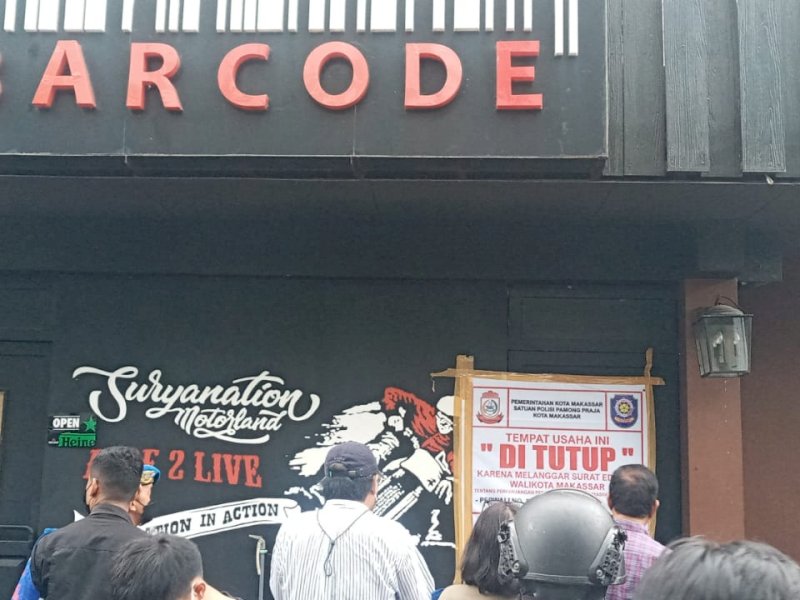 BARCODE
Suryanation
Motorland
2 LIVE
IN ACTION
OPEN
Heine
PEMERINTAHAN KOTA MAKASSAR
SATUAN POLISI PAMONG PRAJA
KOTA MAKASSAR
TEMPAT USAHA INI
" DI TUTUP "
KARENA MELANGGAR SURAT ED
WALIKOTA MAKASSAR